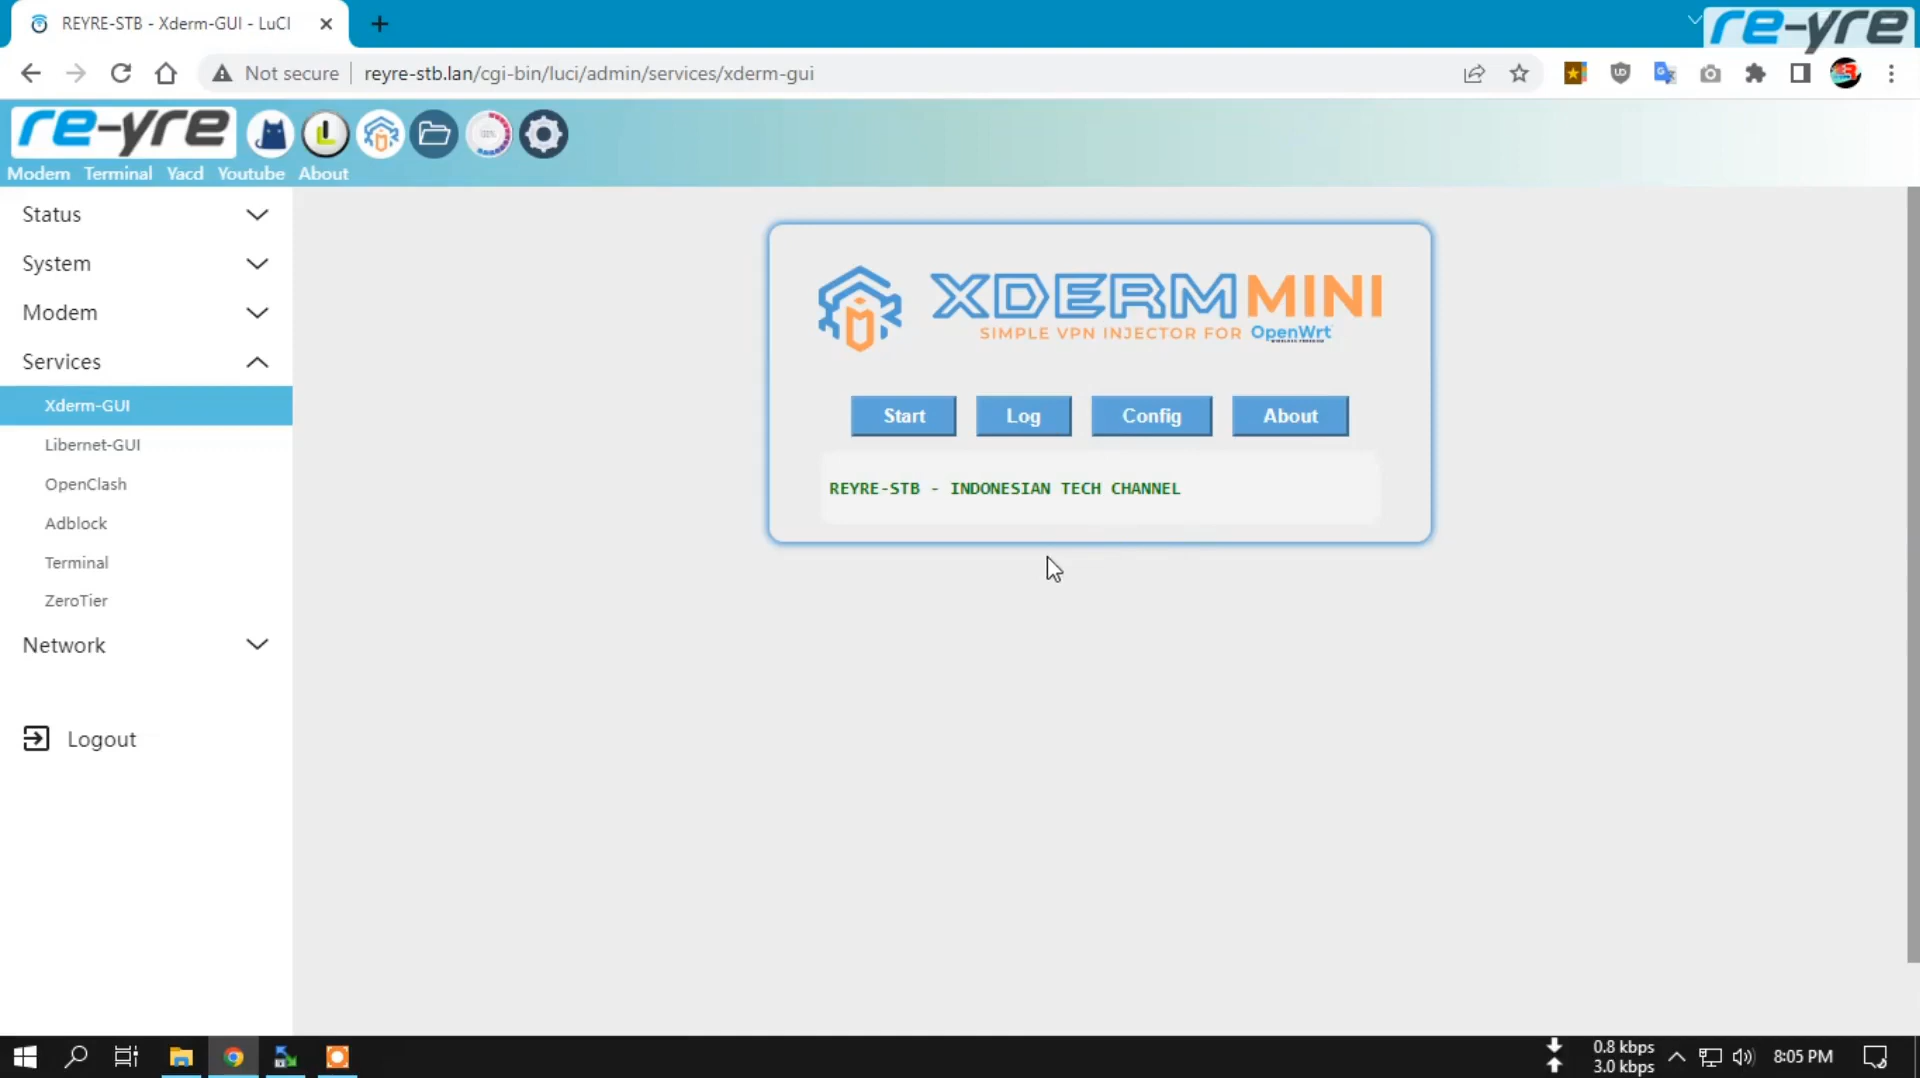 REYRE-STB - Xderm-GUI - LuCI
re-yre
Not secure
reyre-stb.lan/cgi-bin/luci/admin/services/xderm-gui
re-yre
Modem Terminal Yacd Youtube About
Status
System
Modem
Services
Xderm-GUI
Libernet-GUI
OpenClash
Adblock
Terminal
ZeroTier
Network
Logout
XDERM MINI
SIMPLE VPN INJECTOR FOR OpenWrt
Start Log Config About
REYRE-STB - INDONESIAN TECH CHANNEL
0.8 kbps
3.0 kbps
8:05 PM